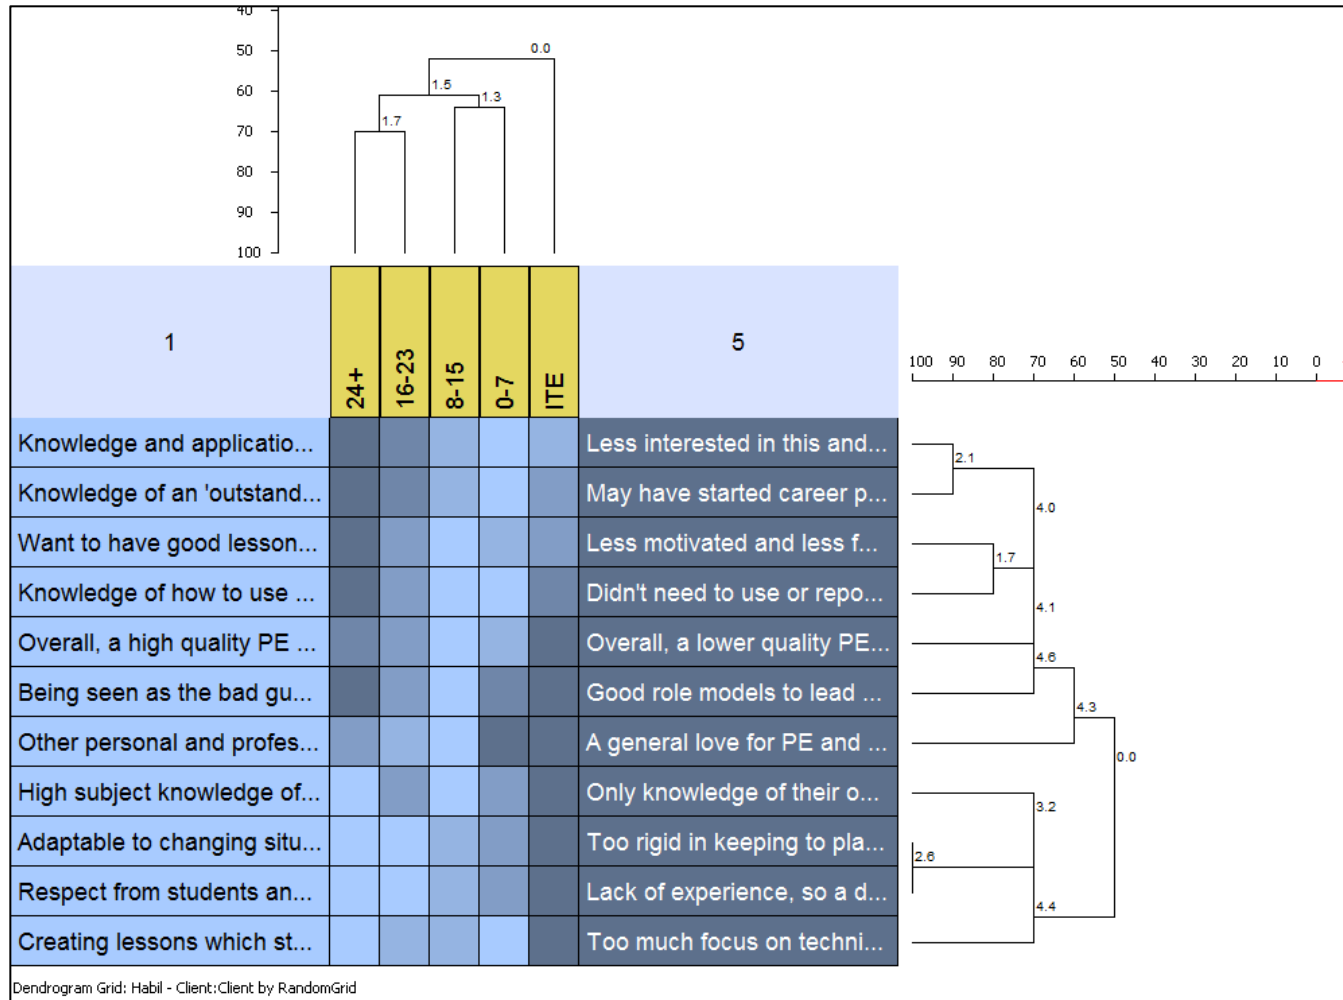 40
50
60
70
80
90
100
0.0
1.5
1.3
1.7
1
24+
16-23
8-15
0-7
ITE
5
100 90 80 70 60 50 40 30 20 10 0
Knowledge and applicatio... Less interested in this and...
Knowledge of an 'outstand... May have started career p...
Want to have good lesson... Less motivated and less f...
Knowledge of how to use ... Didn't need to use or repo...
Overall, a high quality PE ... Overall, a lower quality PE...
Being seen as the bad gu... Good role models to lead ...
Other personal and profes... A general love for PE and ...
High subject knowledge of... Only knowledge of their o...
Adaptable to changing situ... Too rigid in keeping to pla...
Respect from students an... Lack of experience, so a d...
Creating lessons which st... Too much focus on techni...
2.1
4.0
1.7
4.1
4.6
4.3
0.0
3.2
2.6
4.4
Dendrogram Grid: Habil - Client:Client by RandomGrid